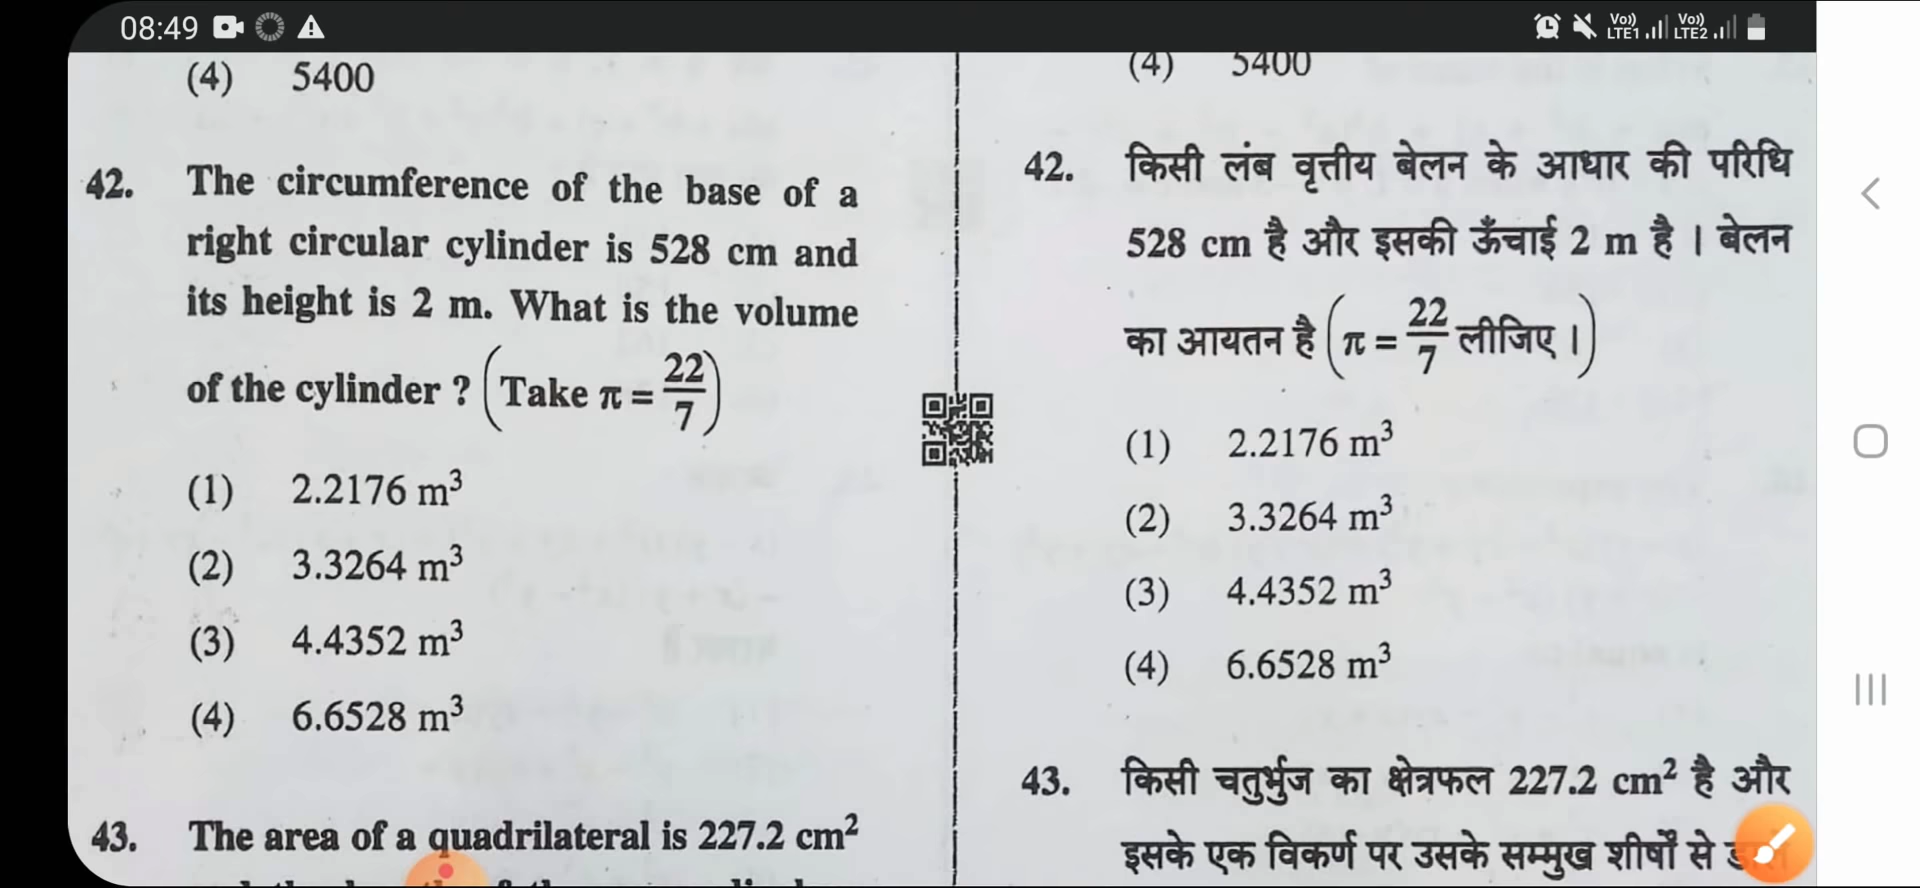 08:49
Vo)) LTE1 Vo)) LTE2
(4) 5400
42. The circumference of the base of a
right circular cylinder is 528 cm and
its height is 2 m. What is the volume
of the cylinder ? (Take π = 22/7)
(1) 2.2176 m³
(2) 3.3264 m³
(3) 4.4352 m³
(4) 6.6528 m³
43. The area of a quadrilateral is 227.2 cm²
(4) 5400
42. किसी लंब वृत्तीय बेलन के आधार की परिधि
528 cm है और इसकी ऊँचाई 2 m है । बेलन
का आयतन है (π = 22/7 लीजिए ।)
(1) 2.2176 m³
(2) 3.3264 m³
(3) 4.4352 m³
(4) 6.6528 m³
43. किसी चतुर्भुज का क्षेत्रफल 227.2 cm² है और
इसके एक विकर्ण पर उसके सम्मुख शीर्षों से